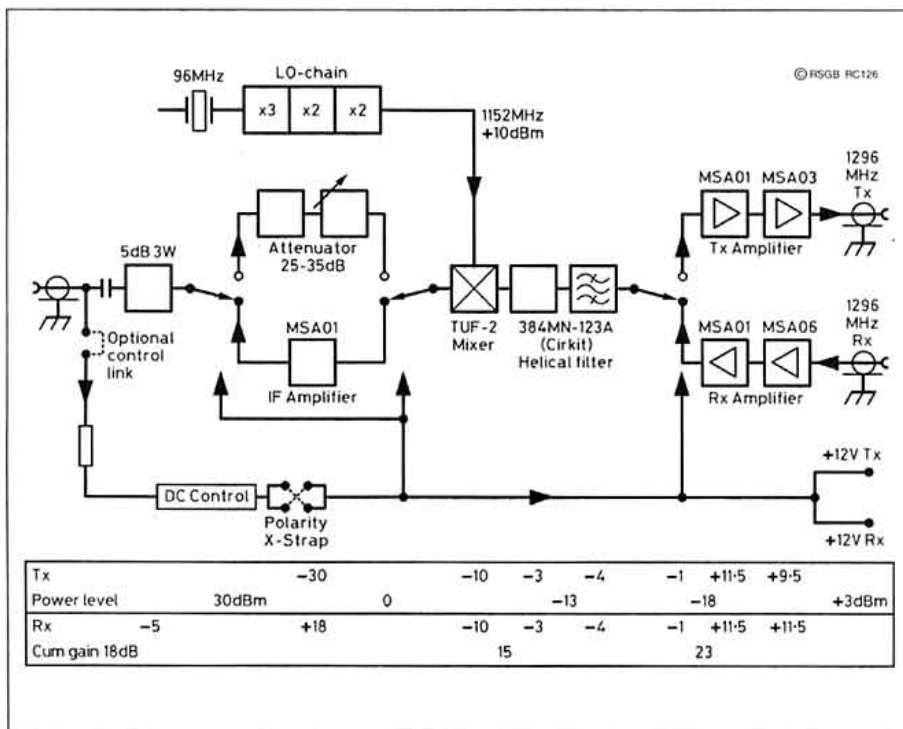 © RSGB RC126
96MHz
LO-chain
x3 x2 x2
1152MHz
+10dBm
Attenuator
25-35dB
5dB 3W
Optional
control
link
MSA01
IF Amplifier
TUF-2
Mixer
384MN-123A
(Cirkit)
Helical filter
MSA01 MSA03
Tx Amplifier
1296
MHz
Tx
MSA01 MSA06
Rx Amplifier
1296
MHz
Rx
DC Control
Polarity
X-Strap
+12V Tx
+12V Rx
Tx -30 -10 -3 -4 -1 +11·5 +9·5
Power level 30dBm 0 -13 -18 +3dBm
Rx -5 +18 -10 -3 -4 -1 +11·5 +11·5
Cum gain 18dB 15 23